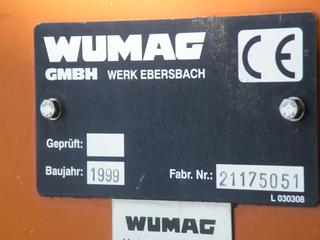 WUMAG
GMBH WERK EBERSBACH
CE
Geprüft:
Baujahr: 1999
Fabr. Nr.: 21175051
L 030308
WUMAG